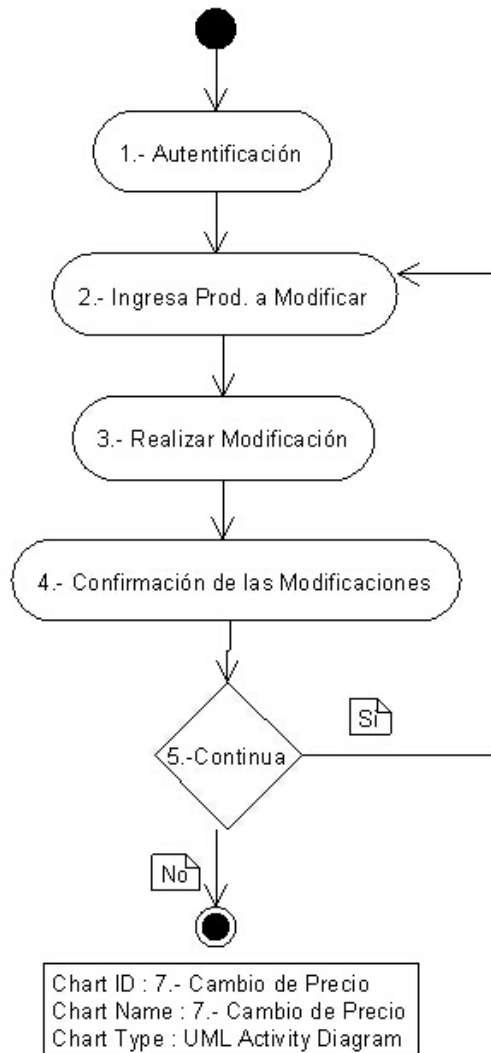 1.- Autentificación
2.- Ingresa Prod. a Modificar
3.- Realizar Modificación
4.- Confirmación de las Modificaciones
5.-Continua
Si
No
Chart ID : 7.- Cambio de Precio
Chart Name : 7.- Cambio de Precio
Chart Type : UML Activity Diagram